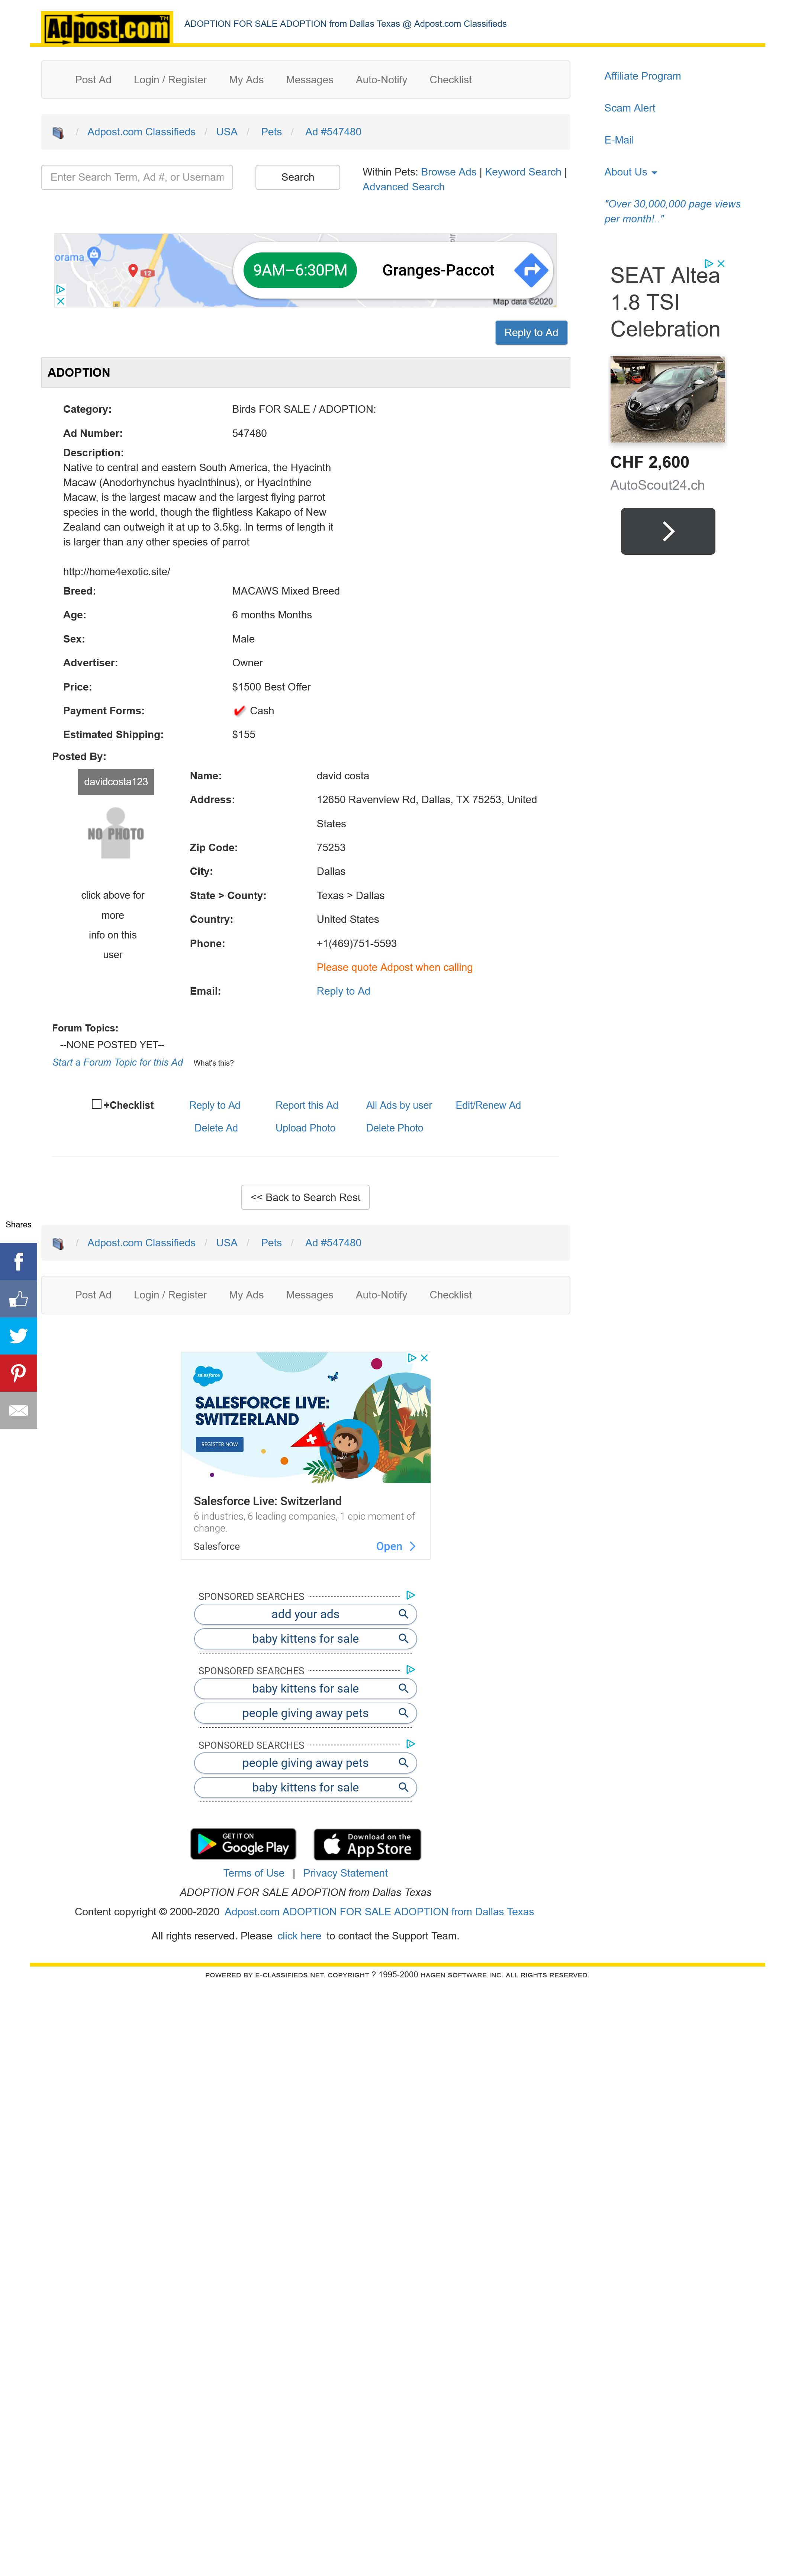 Adpost.com™
ADOPTION FOR SALE ADOPTION from Dallas Texas @ Adpost.com Classifieds
Post Ad Login / Register My Ads Messages Auto-Notify Checklist
Affiliate Program
Scam Alert
E-Mail
About Us
"Over 30,000,000 page views
per month!.."
/ Adpost.com Classifieds / USA / Pets / Ad #547480
Enter Search Term, Ad #, or Usernam
Search
Within Pets: Browse Ads | Keyword Search |
Advanced Search
orama
12
9AM–6:30PM
Granges-Paccot
Map data ©2020
Reply to Ad
SEAT Altea
1.8 TSI
Celebration
CHF 2,600
AutoScout24.ch
ADOPTION
Category: Birds FOR SALE / ADOPTION:
Ad Number: 547480
Description:
Native to central and eastern South America, the Hyacinth
Macaw (Anodorhynchus hyacinthinus), or Hyacinthine
Macaw, is the largest macaw and the largest flying parrot
species in the world, though the flightless Kakapo of New
Zealand can outweigh it at up to 3.5kg. In terms of length it
is larger than any other species of parrot
http://home4exotic.site/
Breed: MACAWS Mixed Breed
Age: 6 months Months
Sex: Male
Advertiser: Owner
Price: $1500 Best Offer
Payment Forms: Cash
Estimated Shipping: $155
Posted By:
davidcosta123
NO PHOTO
click above for
more
info on this
user
Name: david costa
Address: 12650 Ravenview Rd, Dallas, TX 75253, United
States
Zip Code: 75253
City: Dallas
State > County: Texas > Dallas
Country: United States
Phone: +1(469)751-5593
Please quote Adpost when calling
Email: Reply to Ad
Forum Topics:
--NONE POSTED YET--
Start a Forum Topic for this Ad What's this?
+Checklist Reply to Ad Report this Ad All Ads by user Edit/Renew Ad
Delete Ad Upload Photo Delete Photo
<< Back to Search Resu
Shares
/ Adpost.com Classifieds / USA / Pets / Ad #547480
Post Ad Login / Register My Ads Messages Auto-Notify Checklist
salesforce
SALESFORCE LIVE:
SWITZERLAND
REGISTER NOW
Salesforce Live: Switzerland
6 industries, 6 leading companies, 1 epic moment of
change.
Salesforce Open
SPONSORED SEARCHES
add your ads
baby kittens for sale
SPONSORED SEARCHES
baby kittens for sale
people giving away pets
SPONSORED SEARCHES
people giving away pets
baby kittens for sale
GET IT ON
Google Play
Download on the
App Store
Terms of Use | Privacy Statement
ADOPTION FOR SALE ADOPTION from Dallas Texas
Content copyright © 2000-2020 Adpost.com ADOPTION FOR SALE ADOPTION from Dallas Texas
All rights reserved. Please click here to contact the Support Team.
POWERED BY E-CLASSIFIEDS.NET. COPYRIGHT ? 1995-2000 HAGEN SOFTWARE INC. ALL RIGHTS RESERVED.